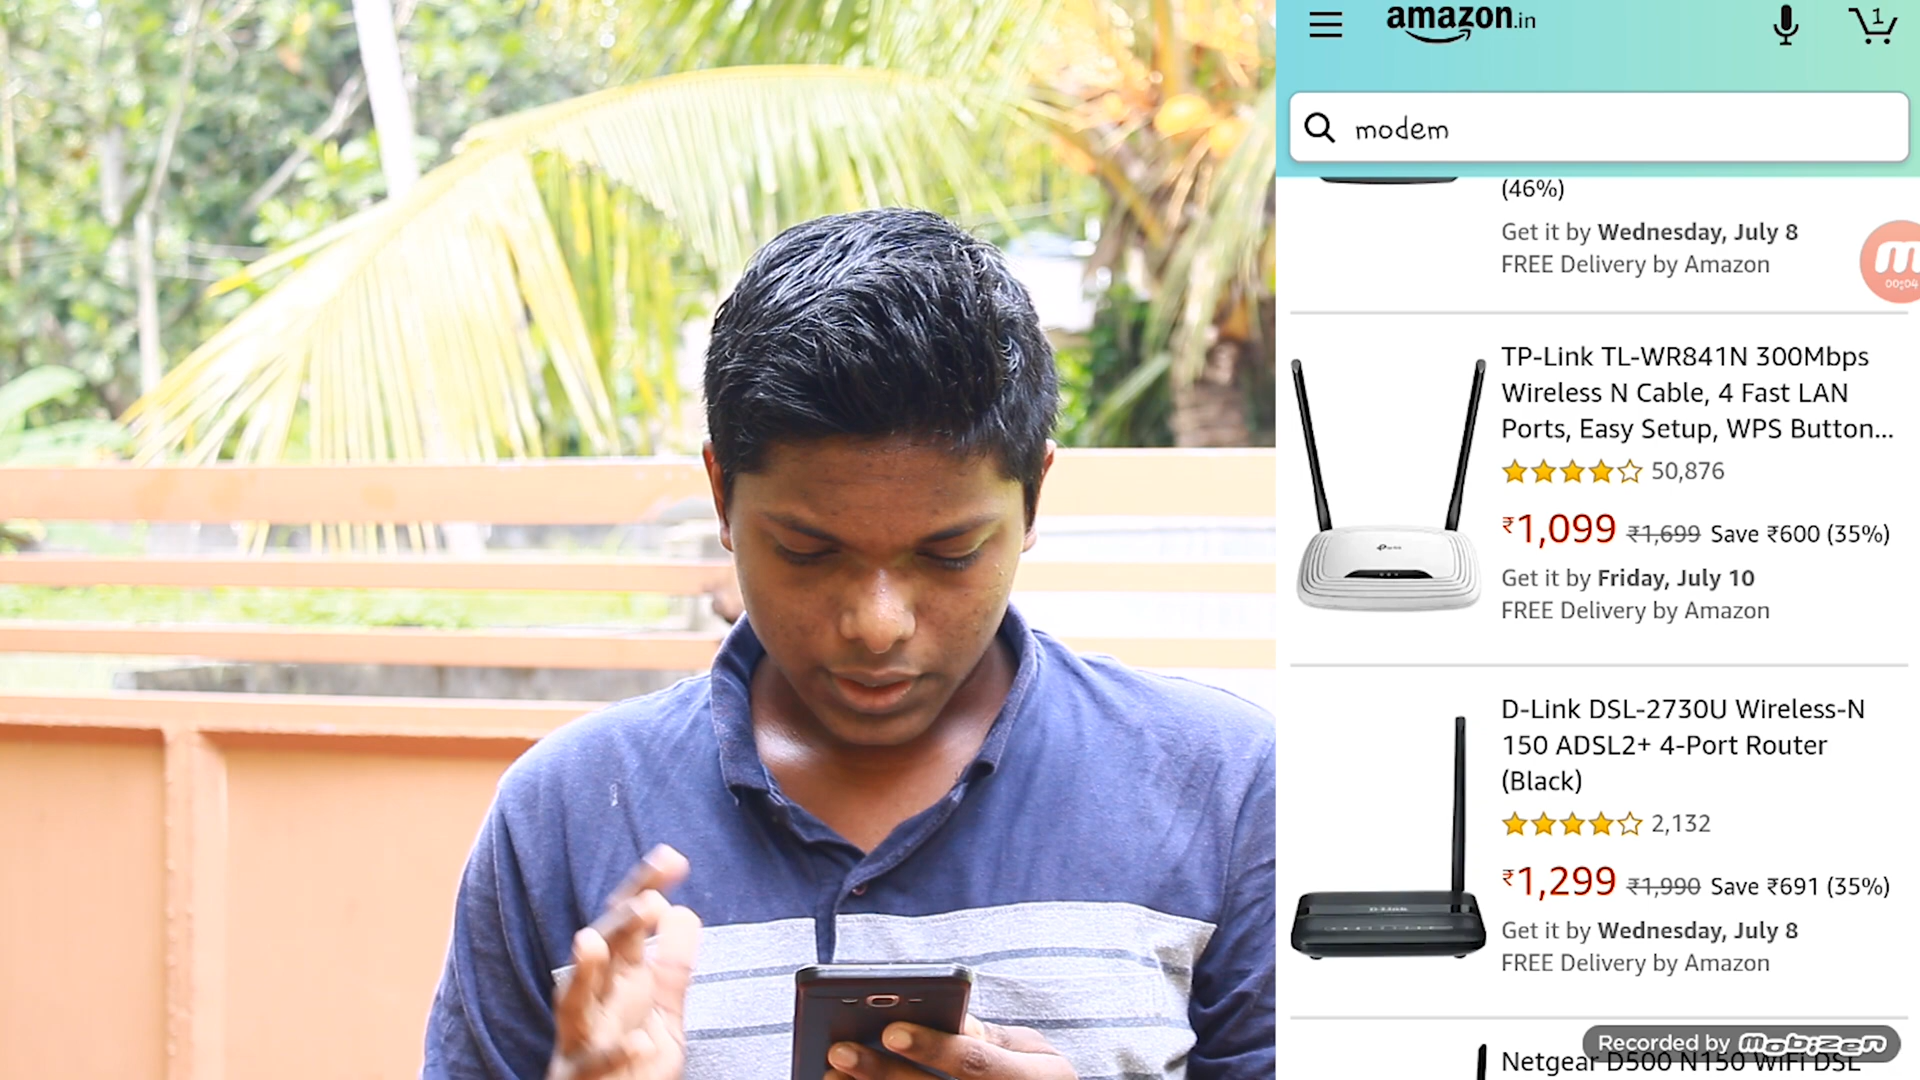 amazon.in
1
modem
(46%)
Get it by Wednesday, July 8
FREE Delivery by Amazon
00:04
TP-Link TL-WR841N 300Mbps
Wireless N Cable, 4 Fast LAN
Ports, Easy Setup, WPS Button...
50,876
₹1,099 ₹1,699 Save ₹600 (35%)
Get it by Friday, July 10
FREE Delivery by Amazon
D-Link DSL-2730U Wireless-N
150 ADSL2+ 4-Port Router
(Black)
2,132
₹1,299 ₹1,990 Save ₹691 (35%)
Get it by Wednesday, July 8
FREE Delivery by Amazon
Recorded by Mobizen
Netgear D500 N150 WiFi DSL